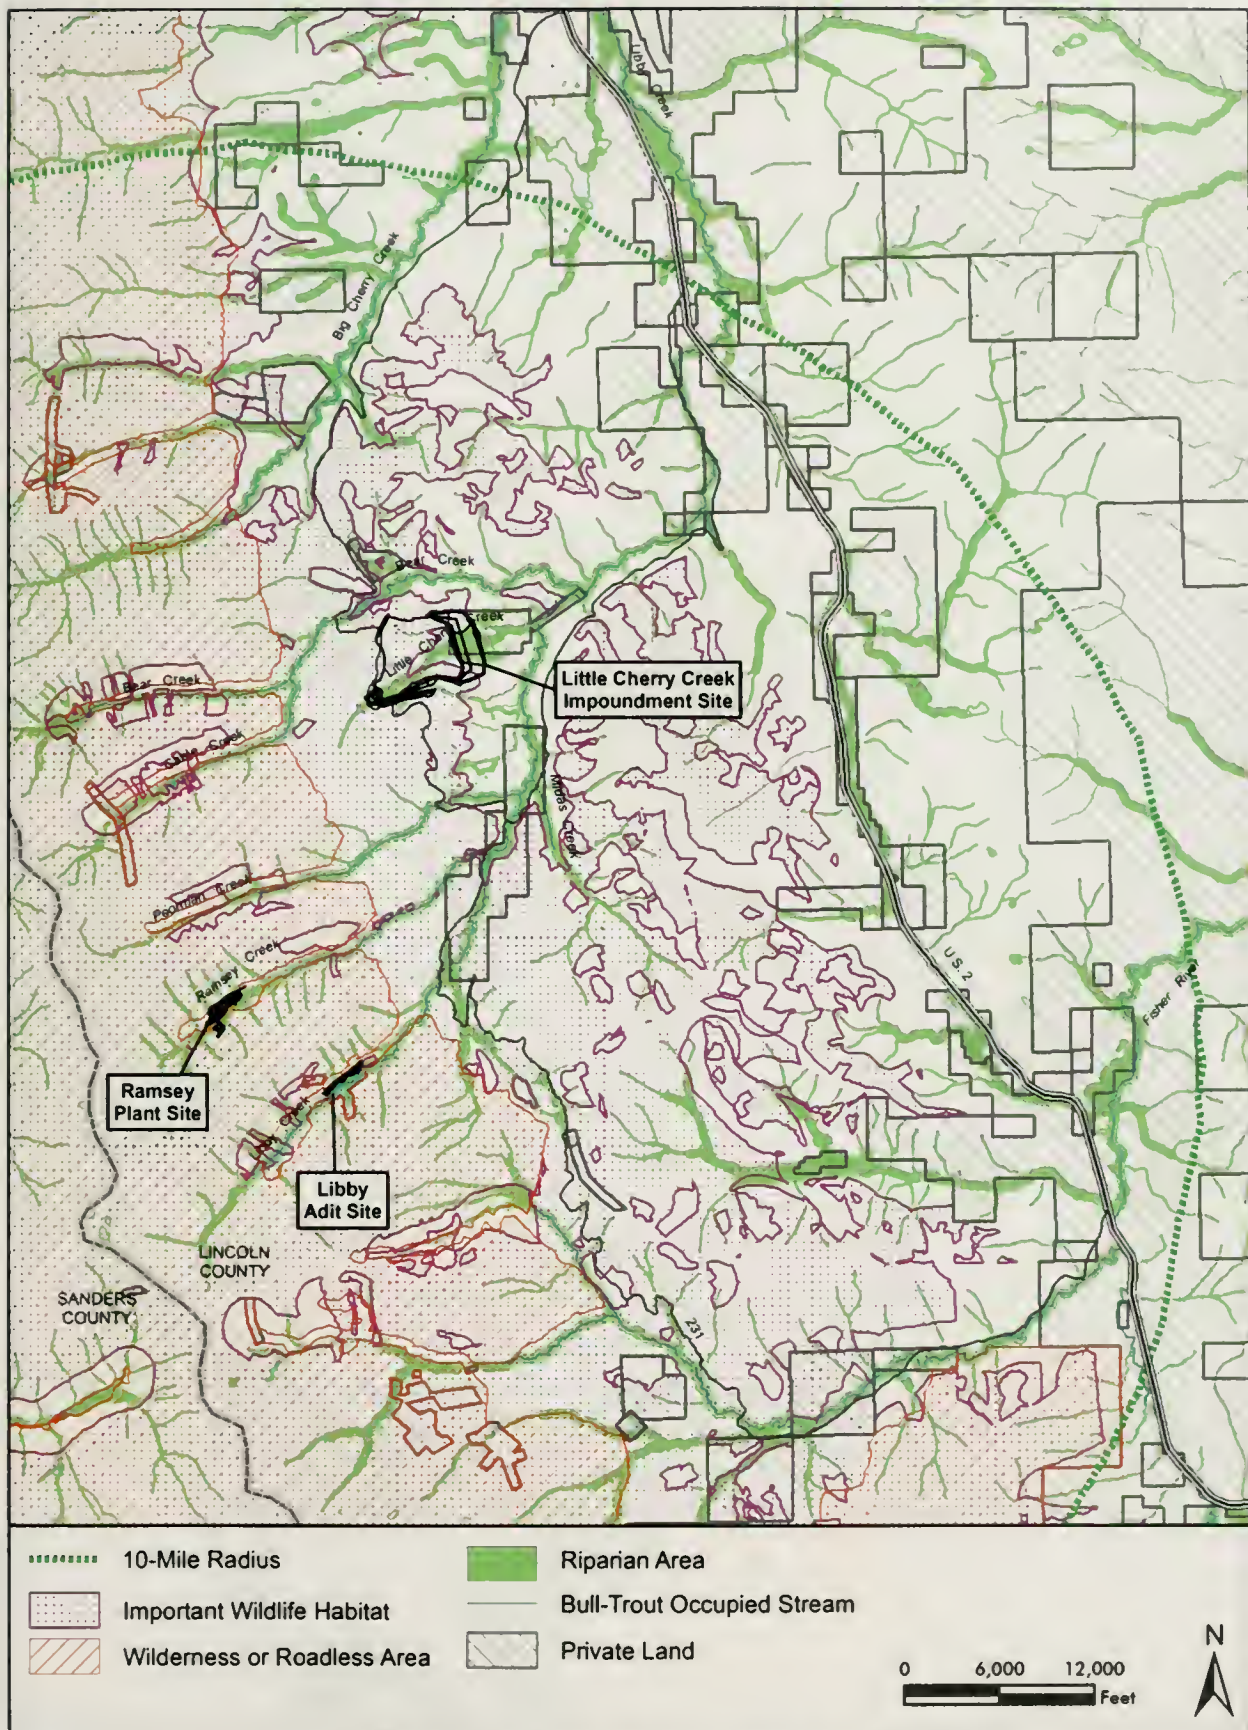 Libby Creek
Big Cherry Creek
Bear Creek
Little Cherry Creek
Little Cherry Creek
Impoundment Site
Bear Creek
Cable Creek
Midas Creek
Poorman Creek
Ramsey Creek
U.S. 2
Fisher River
Ramsey
Plant Site
Libby Creek
Libby
Adit Site
LINCOLN
COUNTY
SANDERS
COUNTY
231
10-Mile Radius
Riparian Area
Important Wildlife Habitat
Bull-Trout Occupied Stream
Wilderness or Roadless Area
Private Land
N
0 6,000 12,000
Feet